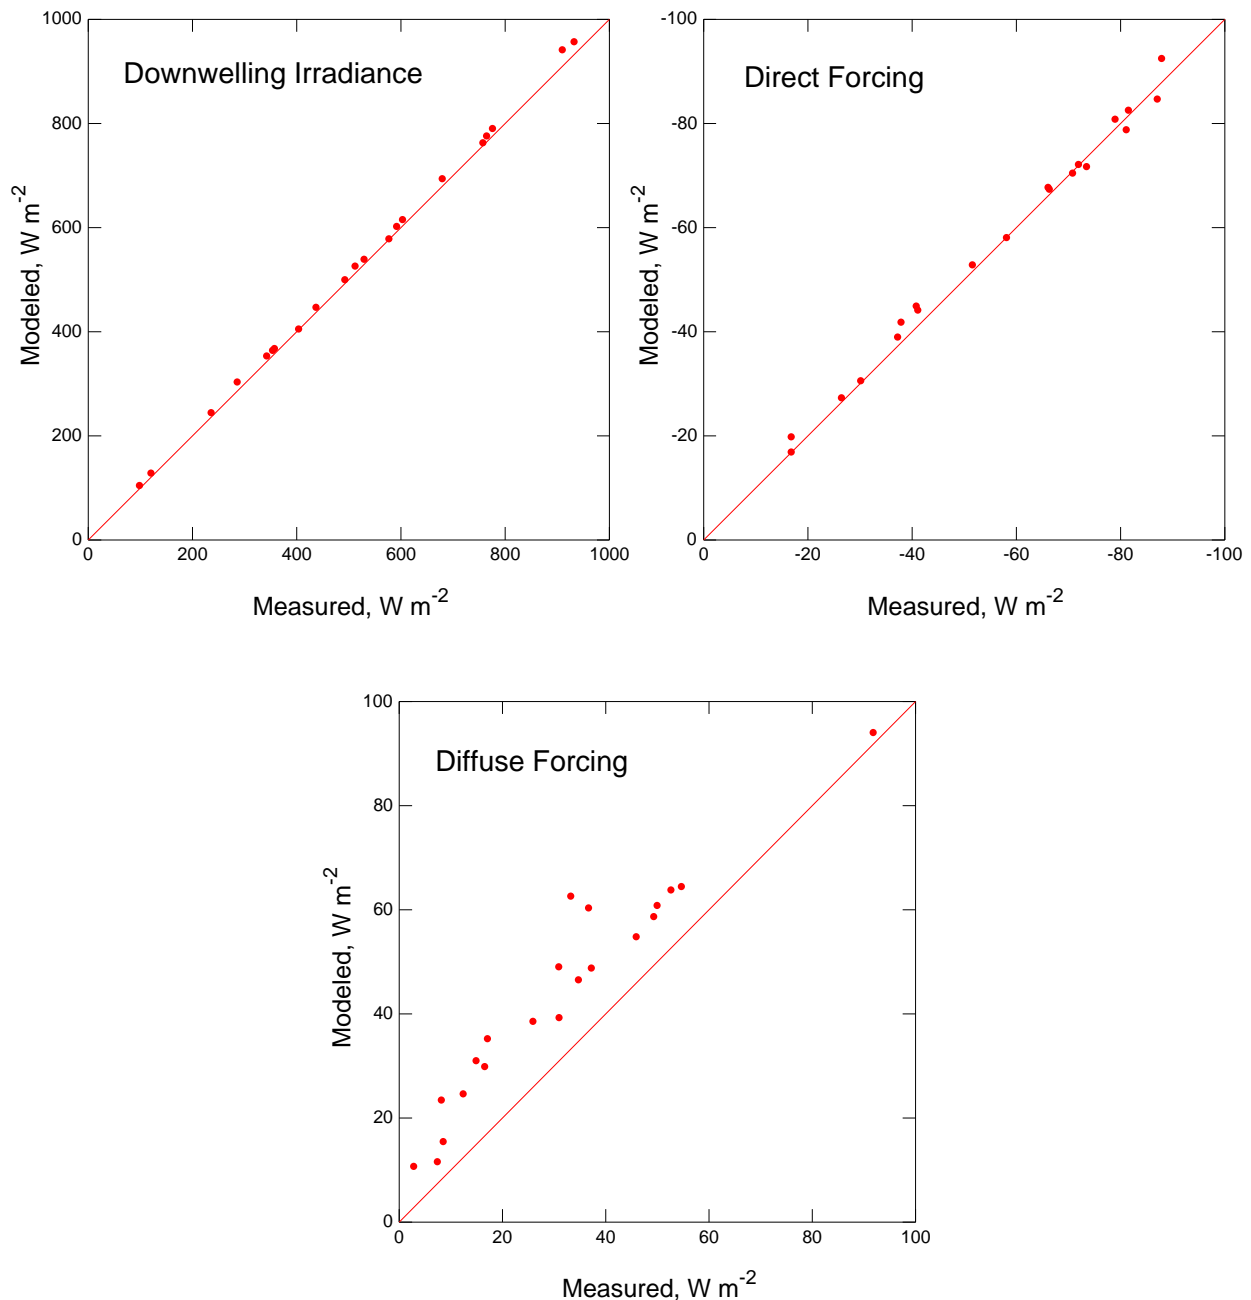 1000
800
600
400
200
0
Modeled, W m-2
Downwelling Irradiance
0 200 400 600 800 1000
Measured, W m-2
-100
-80
-60
-40
-20
0
Modeled, W m-2
Direct Forcing
0 -20 -40 -60 -80 -100
Measured, W m-2
100
80
60
40
20
0
Modeled, W m-2
Diffuse Forcing
0 20 40 60 80 100
Measured, W m-2